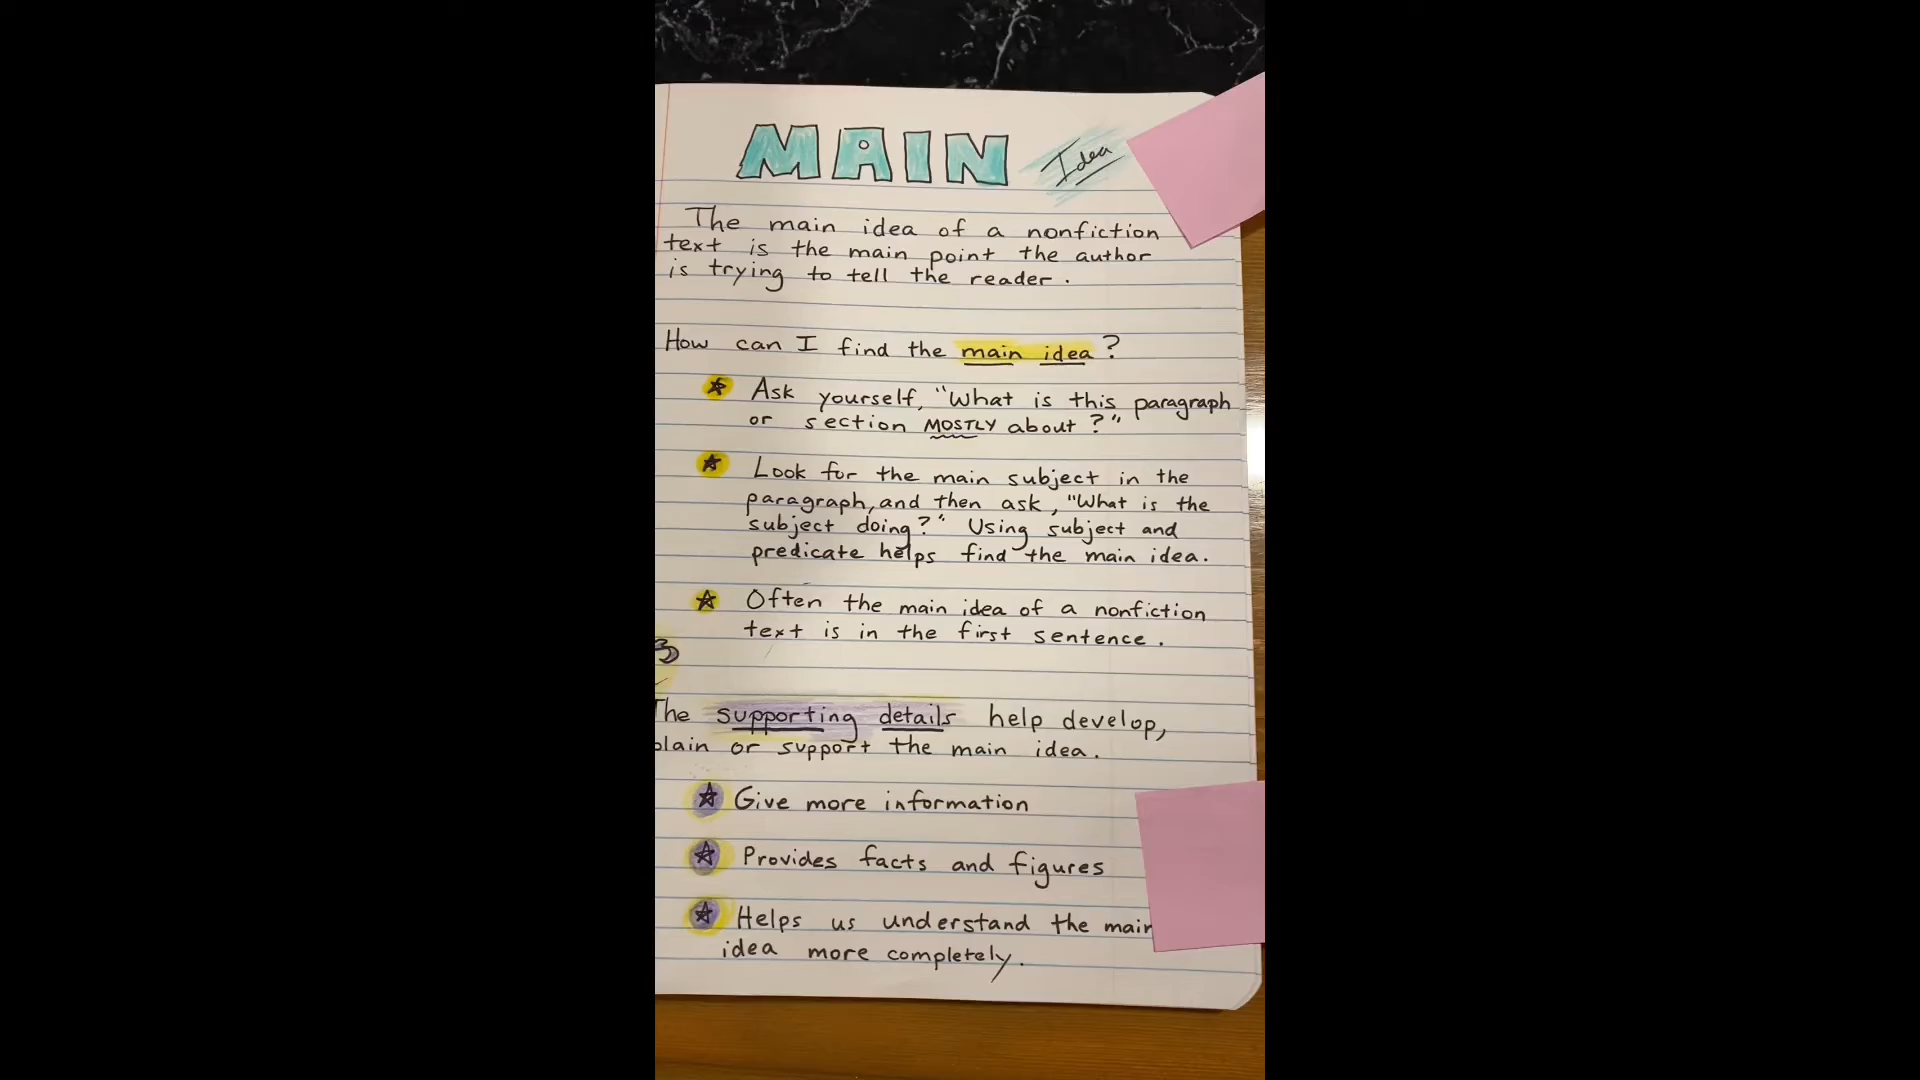 MAIN Idea
The main idea of a nonfiction
text is the main point the author
is trying to tell the reader.
How can I find the main idea?
Ask yourself, "What is this paragraph
or section MOSTLY about?"
Look for the main subject in the
paragraph, and then ask, "What is the
subject doing?" Using subject and
predicate helps find the main idea.
Often the main idea of a nonfiction
text is in the first sentence.
The supporting details help develop,
plain or support the main idea.
Give more information
Provides facts and figures
Helps us understand the main
idea more completely.